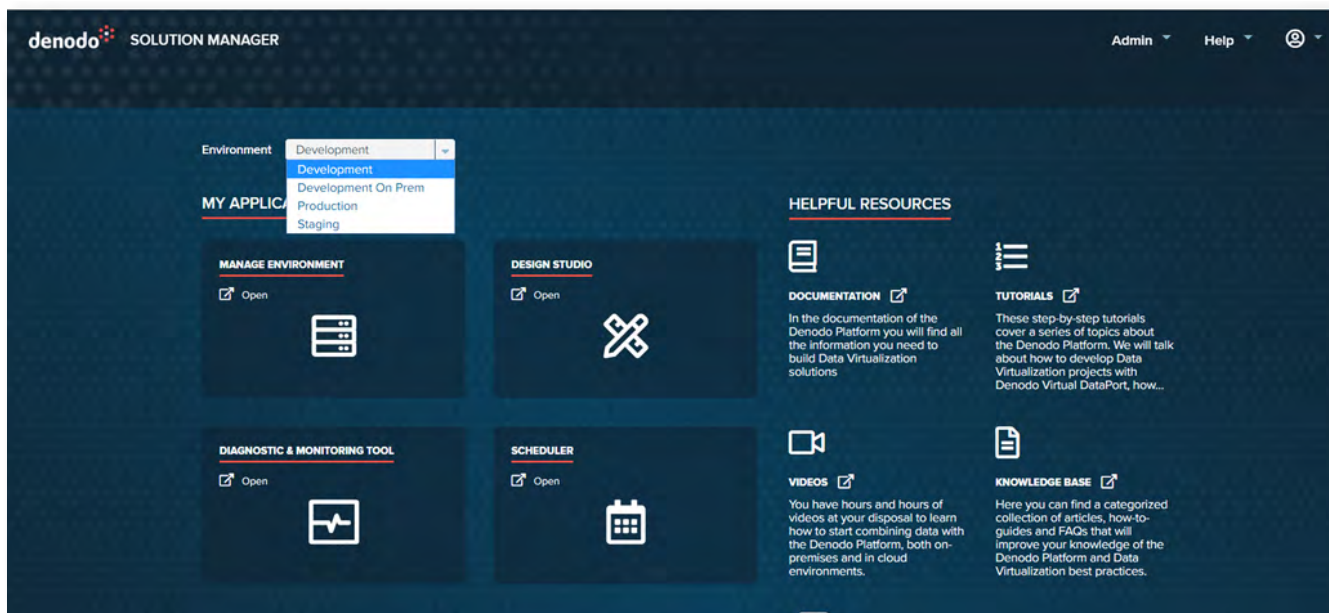 denodo SOLUTION MANAGER
Admin
Help
Environment
Development
Development
Development On Prem
Production
Staging
MY APPLICA
MANAGE ENVIRONMENT
Open
DESIGN STUDIO
Open
DIAGNOSTIC & MONITORING TOOL
Open
SCHEDULER
Open
HELPFUL RESOURCES
DOCUMENTATION
In the documentation of the
Denodo Platform you will find all
the information you need to
build Data Virtualization
solutions
1
2
3
TUTORIALS
These step-by-step tutorials
cover a series of topics about
the Denodo Platform. We will talk
about how to develop Data
Virtualization projects with
Denodo Virtual DataPort, how...
VIDEOS
You have hours and hours of
videos at your disposal to learn
how to start combining data with
the Denodo Platform, both on-
premises and in cloud
environments.
KNOWLEDGE BASE
Here you can find a categorized
collection of articles, how-to-
guides and FAQs that will
improve your knowledge of the
Denodo Platform and Data
Virtualization best practices.